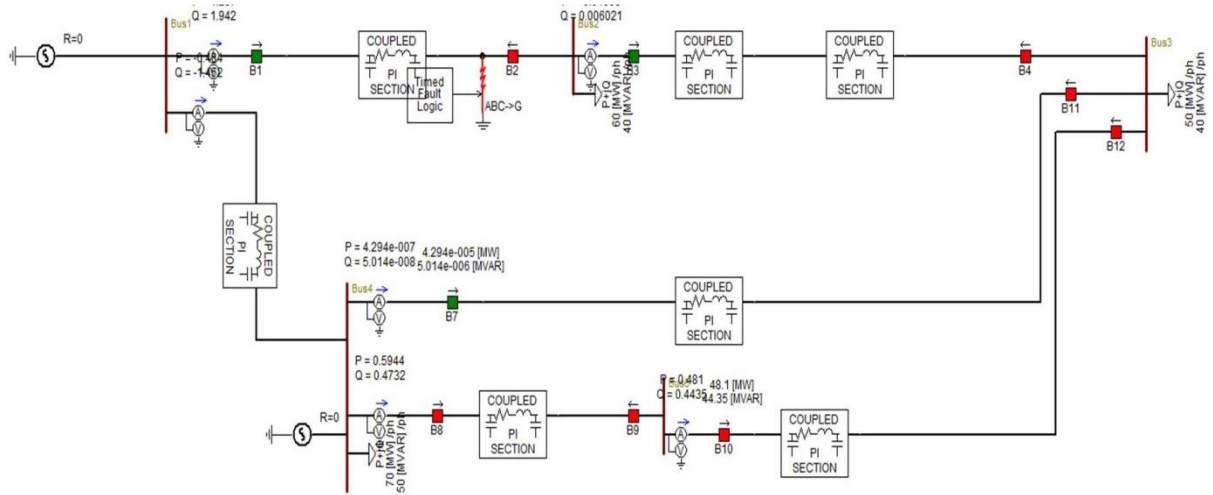 Q = 1.942
Bus1
R=0
P = -0.484
B1
COUPLED
PI
SECTION
Timed
Fault
Logic
ABC->G
B2
Q = 0.006021
Bus2
B3
P+jQ
60 [MW] /ph
40 [MVAR] /ph
COUPLED
PI
SECTION
COUPLED
PI
SECTION
B4
Bus3
B11
B12
P+jQ
50 [MW] /ph
40 [MVAR] /ph
A
V
COUPLED
PI
SECTION
P = 4.294e-007
Q = 5.014e-008
4.294e-005 [MW]
5.014e-006 [MVAR]
Bus4
A
V
B7
COUPLED
PI
SECTION
P = 0.5944
Q = 0.4732
R=0
A
V
B8
P+jQ
70 [MW] /ph
50 [MVAR] /ph
COUPLED
PI
SECTION
B9
P = 0.481
Q = 0.4435
48.1 [MW]
44.35 [MVAR]
A
V
B10
COUPLED
PI
SECTION